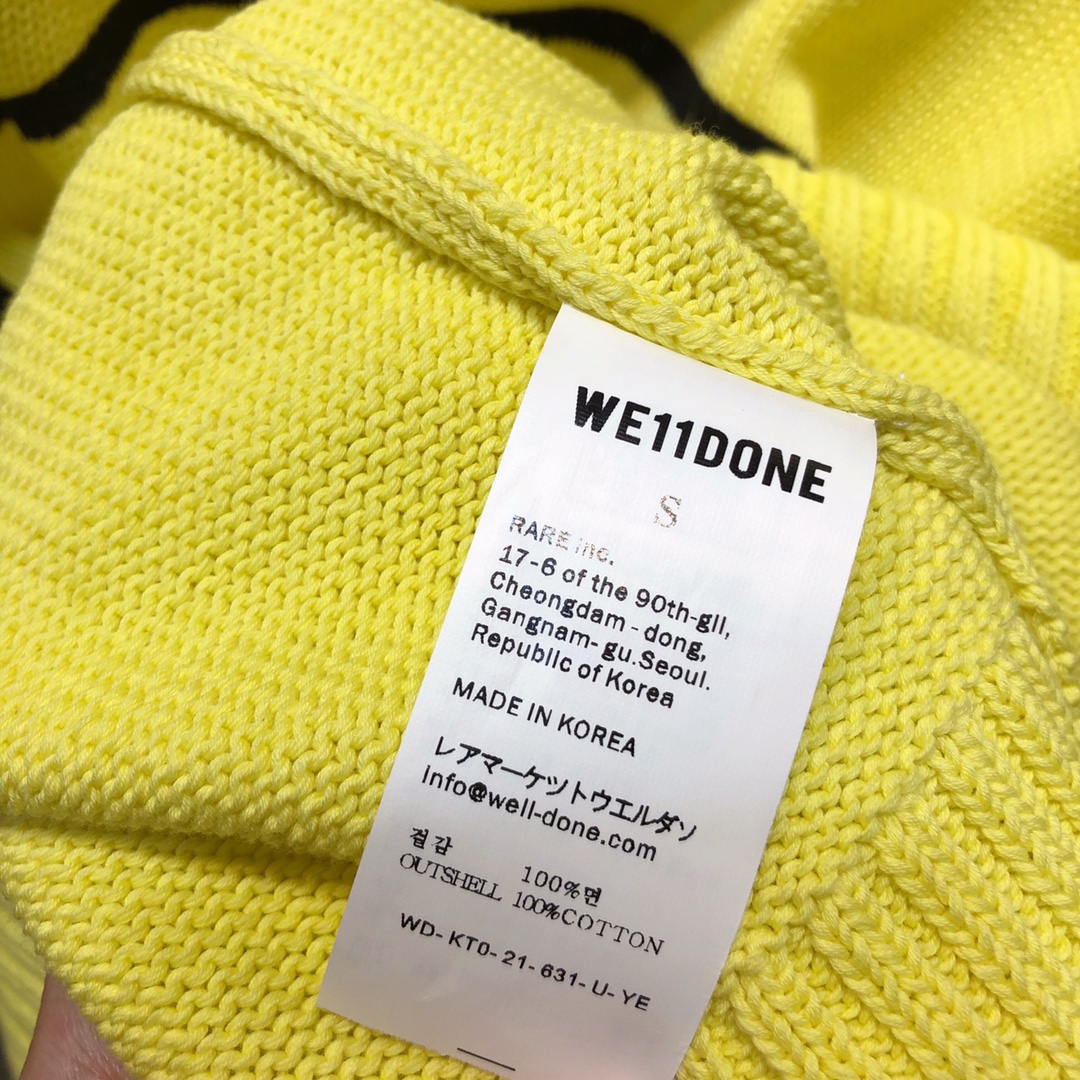 WE11DONE
S
RARE Inc.
17-6 of the 90th-gil,
Cheongdam-dong,
Gangnam-gu.Seoul.
Republic of Korea
MADE IN KOREA
レアマーケツトウエルダソ
Info@well-done.com
겉감 100%면
OUTSHELL 100%COTTON
WD-KT0-21-631-U-YE